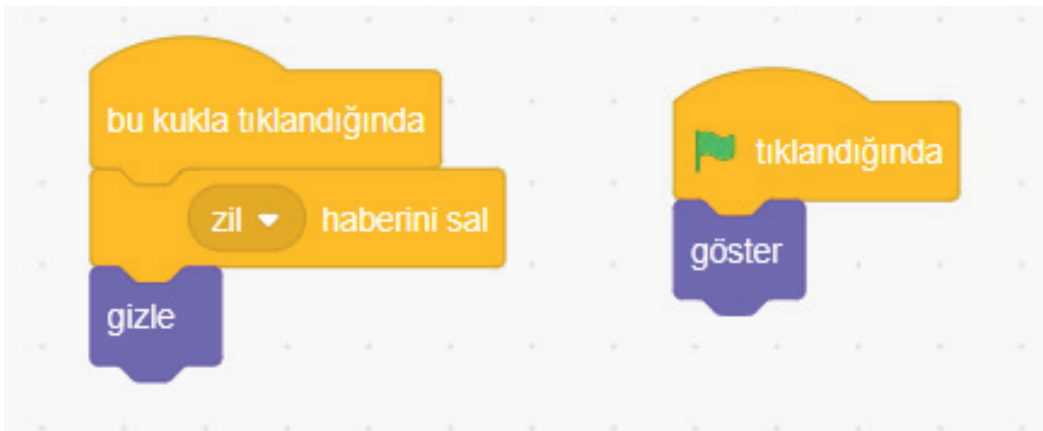 bu kukla tıklandığında
zil haberini sal
gizle
tıklandığında
göster